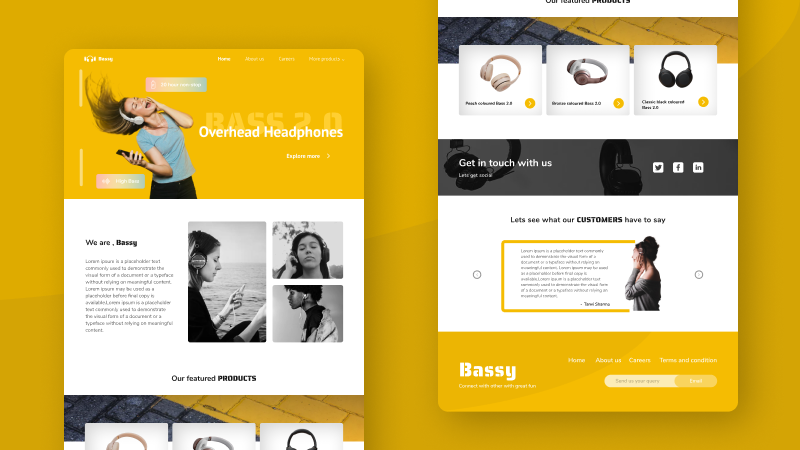 Bassy
Home About us Careers More products
High Bass
BASS 2.0
Overhead Headphones
Explore more
We are , Bassy
Lorem ipsum is a placeholder text
commonly used to demonstrate the
visual form of a document or a typeface
without relying on meaningful content.
Lorem ipsum may be used as a
placeholder before final copy is
available.Lorem ipsum is a placeholder
text commonly used to demonstrate
the visual form of a document or a
typeface without relying on meaningful
content.
Our featured PRODUCTS
Our featured PRODUCTS
Peach coloured Bass 2.0
Bronze coloured Bass 2.0
Classic black coloured
Bass 2.0
Get in touch with us
Lets get social
Lets see what our CUSTOMERS have to say
Lorem ipsum is a placeholder text commonly
used to demonstrate the visual form of a
document or a typeface without relying on
meaningful content. Lorem ipsum may be used
as a placeholder before final copy is
available.Lorem ipsum is a placeholder text
commonly used to demonstrate the visual form
of a document or a typeface without relying on
meaningful content.
- Tanvi Sharma
Bassy
Connect with other with great fun
Home About us Careers Terms and condition
Send us your query
Email